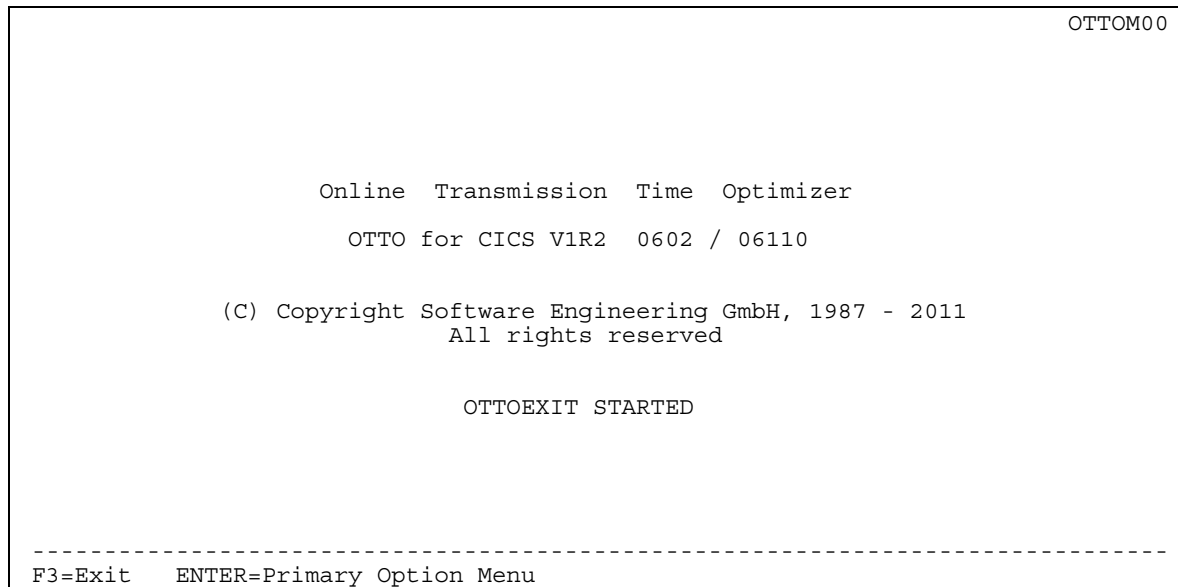 OTTOM00
Online Transmission Time Optimizer
OTTO for CICS V1R2 0602 / 06110
(C) Copyright Software Engineering GmbH, 1987 - 2011
All rights reserved
OTTOEXIT STARTED
-------------------------------------------------------------------------------
F3=Exit ENTER=Primary Option Menu